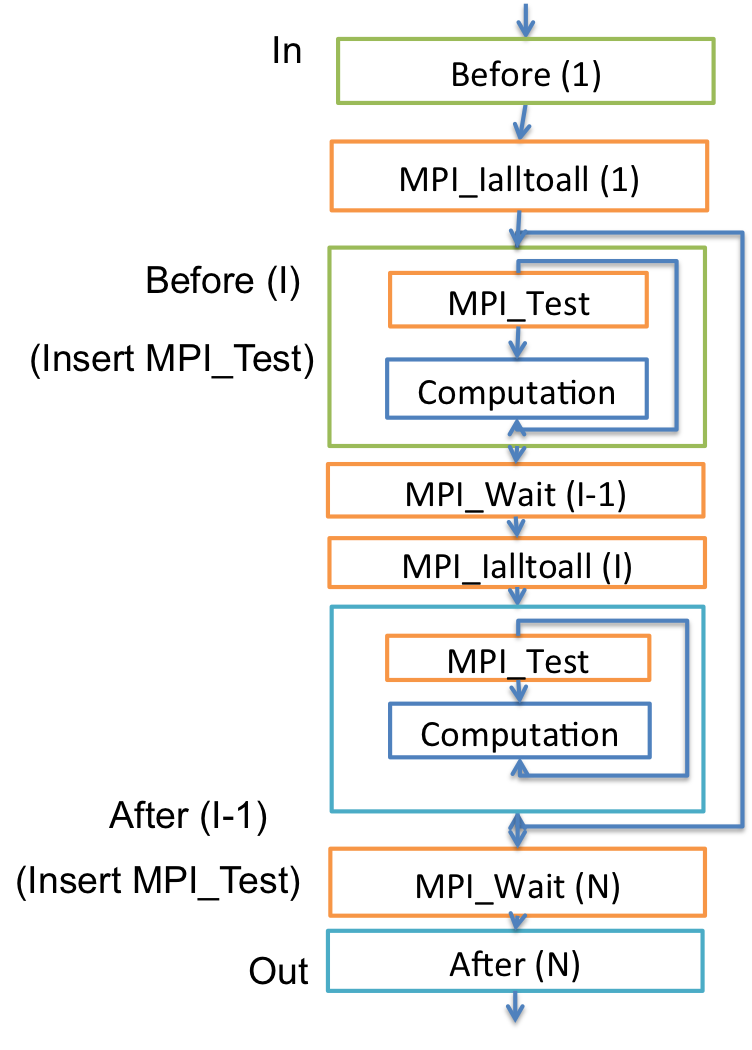 In
Before (1)
MPI_Ialltoall (1)
Before (I)
(Insert MPI_Test)
MPI_Test
Computation
MPI_Wait (I-1)
MPI_Ialltoall (I)
MPI_Test
Computation
After (I-1)
(Insert MPI_Test)
MPI_Wait (N)
Out
After (N)